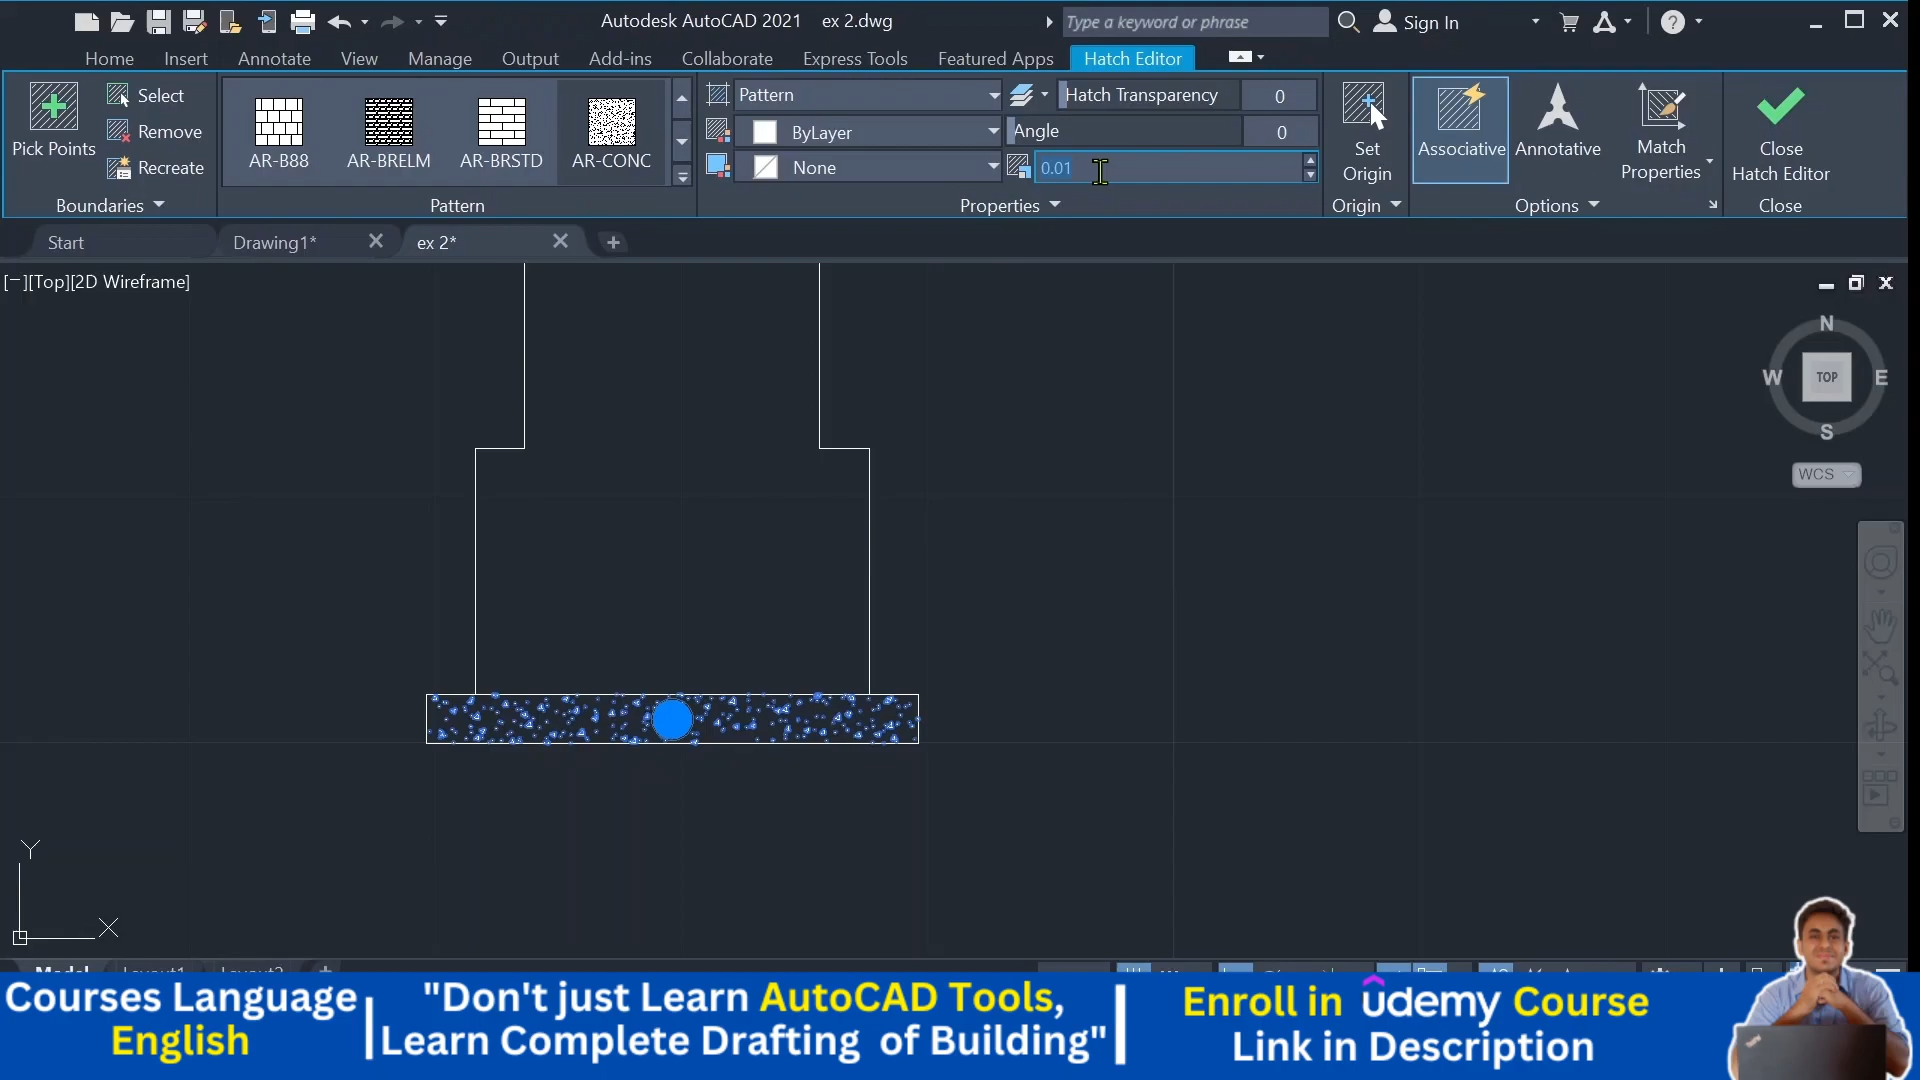 Autodesk AutoCAD 2021 ex 2.dwg
Type a keyword or phrase
Sign In
Home Insert Annotate View Manage Output Add-ins Collaborate Express Tools Featured Apps Hatch Editor
Pick Points
Select
Remove
Recreate
Boundaries
AR-B88 AR-BRELM AR-BRSTD AR-CONC
Pattern
Pattern
ByLayer
None
Hatch Transparency 0
Angle 0
0.01
Properties
Set
Origin
Origin
Associative
Annotative
Match
Properties
Options
Close
Hatch Editor
Close
Start Drawing1* ex 2*
[−][Top][2D Wireframe]
N
W TOP E
S
WCS
Y
X
Model Layout1 Layout2
Courses Language
English
"Don't just Learn AutoCAD Tools,
Learn Complete Drafting of Building"
Enroll in udemy Course
Link in Description